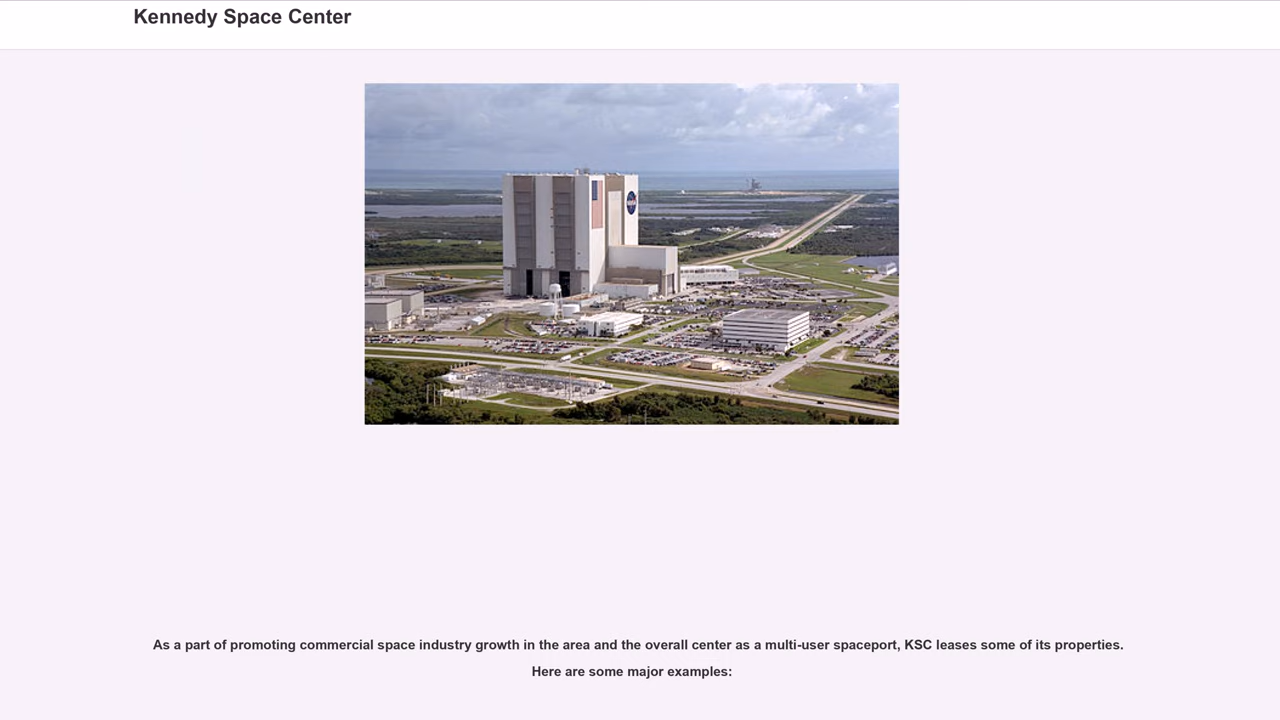 Kennedy Space Center
As a part of promoting commercial space industry growth in the area and the overall center as a multi-user spaceport, KSC leases some of its properties.
Here are some major examples: